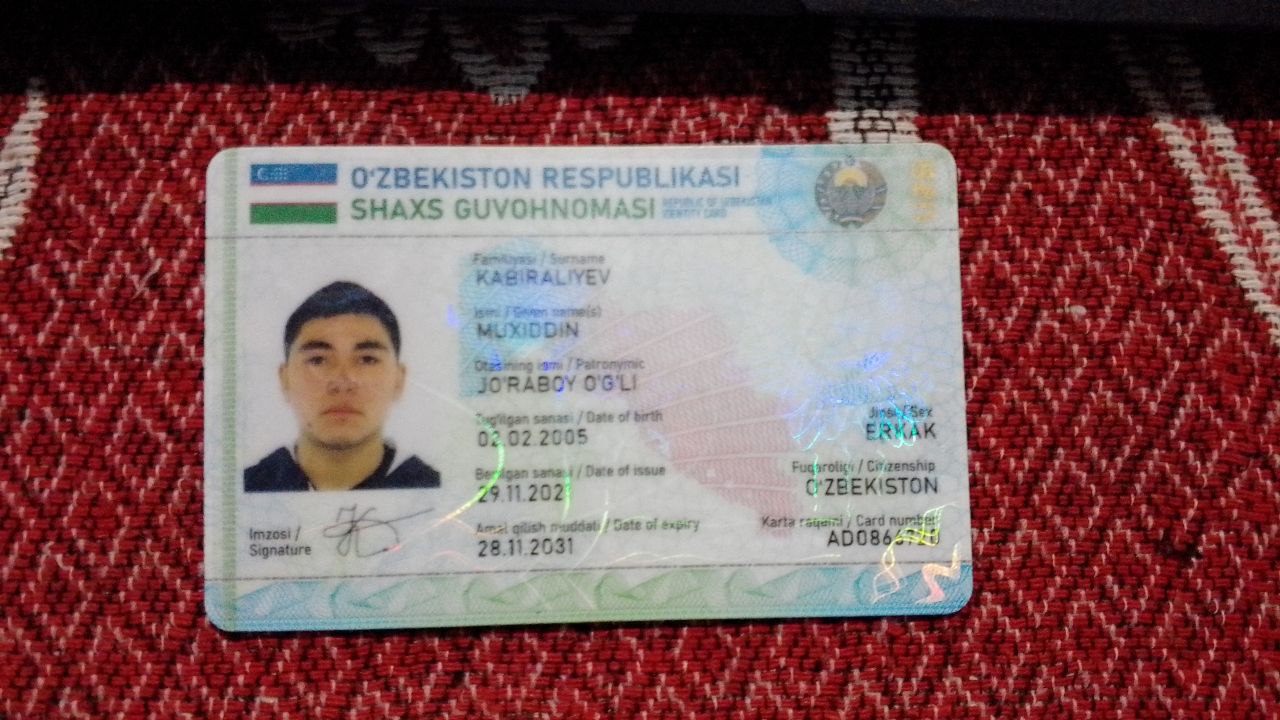 O'ZBEKISTON RESPUBLIKASI
SHAXS GUVOHNOMASI
REPUBLIC OF UZBEKISTAN
IDENTITY CARD
Familiyasi / Surname
KABIRALIYEV
Ismi / Given name(s)
MUXIDDIN
Otasining ismi / Patronymic
JO'RABOY O'G'LI
Tug'ilgan sanasi / Date of birth
02.02.2005
Jinsi / Sex
ERKAK
Berilgan sanasi / Date of issue
29.11.202
Fuqaroligi / Citizenship
O'ZBEKISTON
Amal qilish muddati / Date of expiry
28.11.2031
Karta raqami / Card number
Imzosi /
Signature